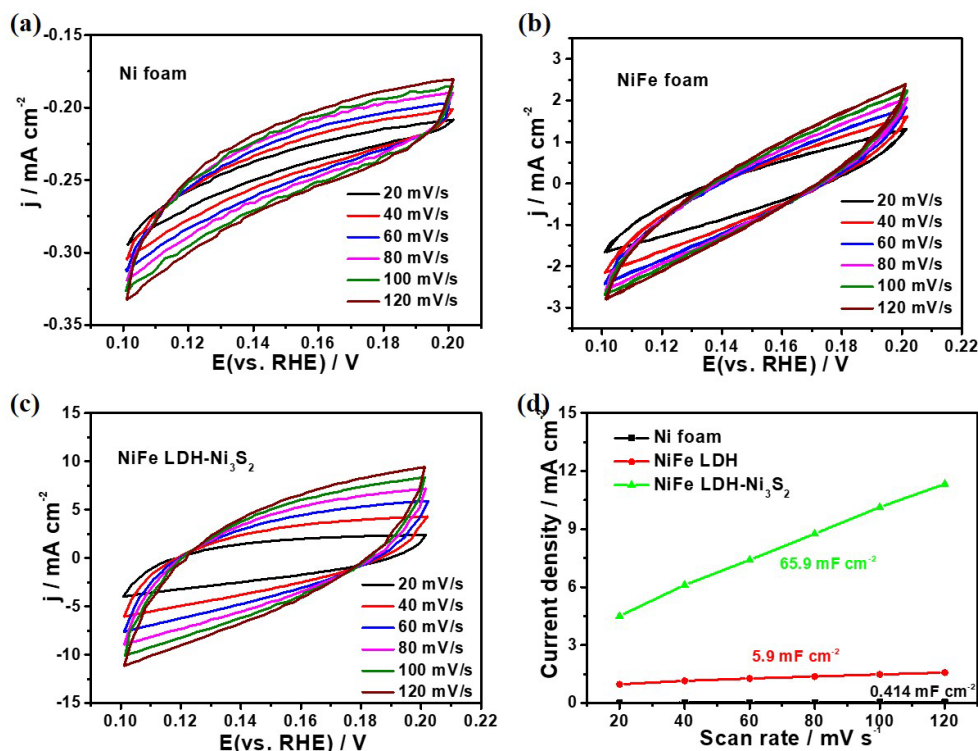 (a)
Ni foam
j / mA cm⁻²
-0.15
-0.20
-0.25
-0.30
-0.35
20 mV/s
40 mV/s
60 mV/s
80 mV/s
100 mV/s
120 mV/s
0.10 0.12 0.14 0.16 0.18 0.20
E(vs. RHE) / V
(b)
NiFe foam
j / mA cm⁻²
3
2
1
0
-1
-2
-3
20 mV/s
40 mV/s
60 mV/s
80 mV/s
100 mV/s
120 mV/s
0.10 0.12 0.14 0.16 0.18 0.20 0.22
E(vs. RHE) / V
(c)
NiFe LDH-Ni₃S₂
j / mA cm⁻²
15
10
5
0
-5
-10
-15
20 mV/s
40 mV/s
60 mV/s
80 mV/s
100 mV/s
120 mV/s
0.10 0.12 0.14 0.16 0.18 0.20 0.22
E(vs. RHE) / V
(d)
Current density / mA cm⁻²
15
12
9
6
3
0
Ni foam
NiFe LDH
NiFe LDH-Ni₃S₂
65.9 mF cm⁻²
5.9 mF cm⁻²
0.414 mF cm⁻²
20 40 60 80 100 120
Scan rate / mV s⁻¹